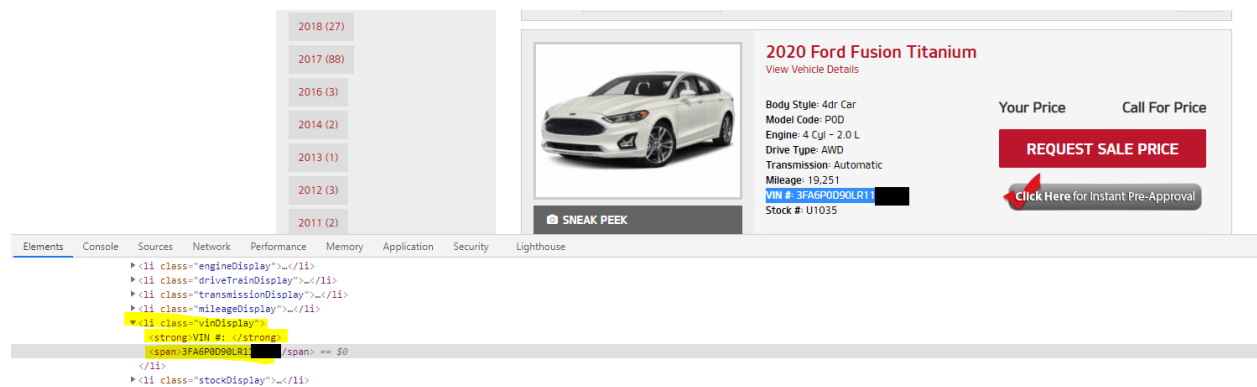 2018 (27)
2017 (88)
2016 (3)
2014 (2)
2013 (1)
2012 (3)
2011 (2)
SNEAK PEEK
2020 Ford Fusion Titanium
View Vehicle Details
Body Style: 4dr Car
Model Code: P0D
Engine: 4 Cyl - 2.0 L
Drive Type: AWD
Transmission: Automatic
Mileage: 19,251
VIN #: 3FA6P0D90LR11
Stock #: U1035
Your Price Call For Price
REQUEST SALE PRICE
Click Here for Instant Pre-Approval
Elements Console Sources Network Performance Memory Application Security Lighthouse
▶<li class="engineDisplay">…</li>
▶<li class="driveTrainDisplay">…</li>
▶<li class="transmissionDisplay">…</li>
▶<li class="mileageDisplay">…</li>
▼<li class="vinDisplay">
<strong>VIN #: </strong>
<span>3FA6P0D90LR11 /span> == $0
</li>
▶<li class="stockDisplay">…</li>